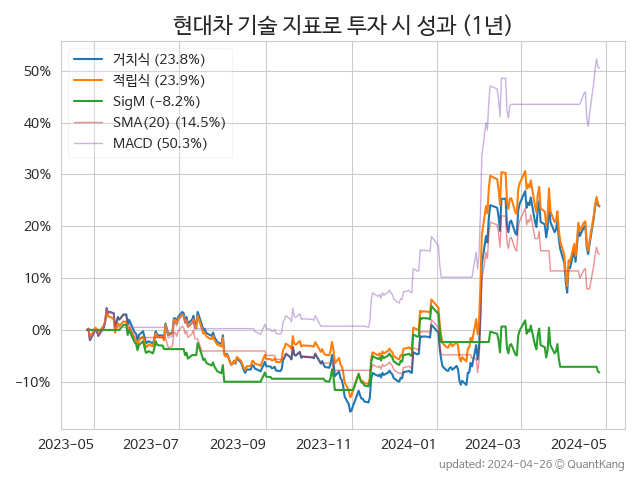 현대차 기술 지표로 투자 시 성과 (1년)
거치식 (23.8%)
적립식 (23.9%)
SigM (−8.2%)
SMA(20) (14.5%)
MACD (50.3%)
50%
40%
30%
20%
10%
0%
−10%
2023-05 2023-07 2023-09 2023-11 2024-01 2024-03 2024-05
updated: 2024-04-26 © QuantKang